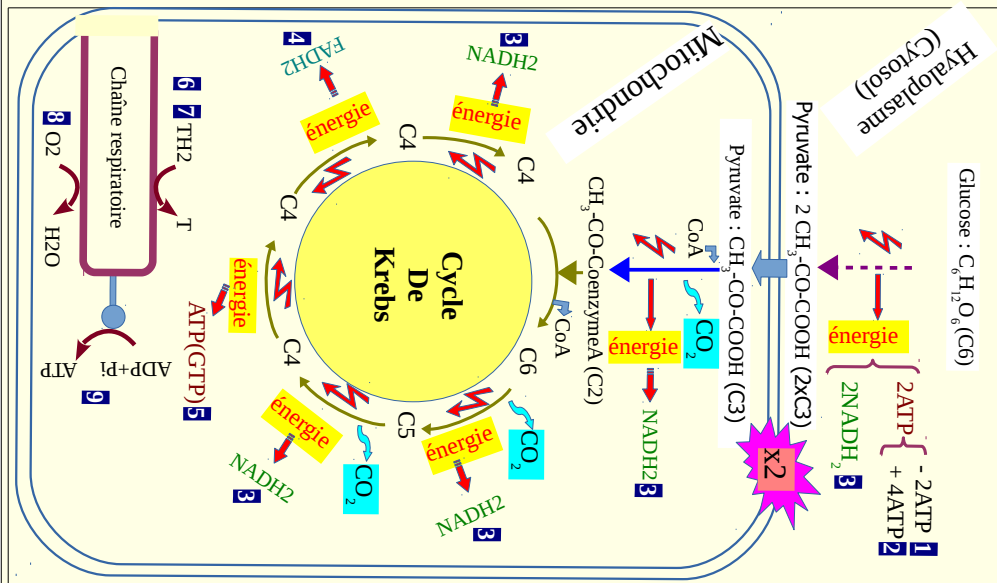 Hyaloplasme
(Cytosol)
Glucose : C6H12O6 (C6)
énergie
2ATP
- 2ATP 1
+ 4ATP 2
2NADH2 3
Pyruvate : 2 CH3-CO-COOH (2xC3)
x2
Mitochondrie
Pyruvate : CH3-CO-COOH (C3)
CoA
CO2
énergie
NADH2 3
CH3-CO-CoenzymeA (C2)
CoA
Cycle
De
Krebs
C4
C6
CO2
énergie
NADH2
3
C5
CO2
énergie
NADH2
3
C4
énergie
ATP(GTP) 5
C4
énergie
FADH2
4
C4
énergie
NADH2
3
6
7 TH2
T
Chaîne respiratoire
8 O2
H2O
ADP+Pi
ATP
9